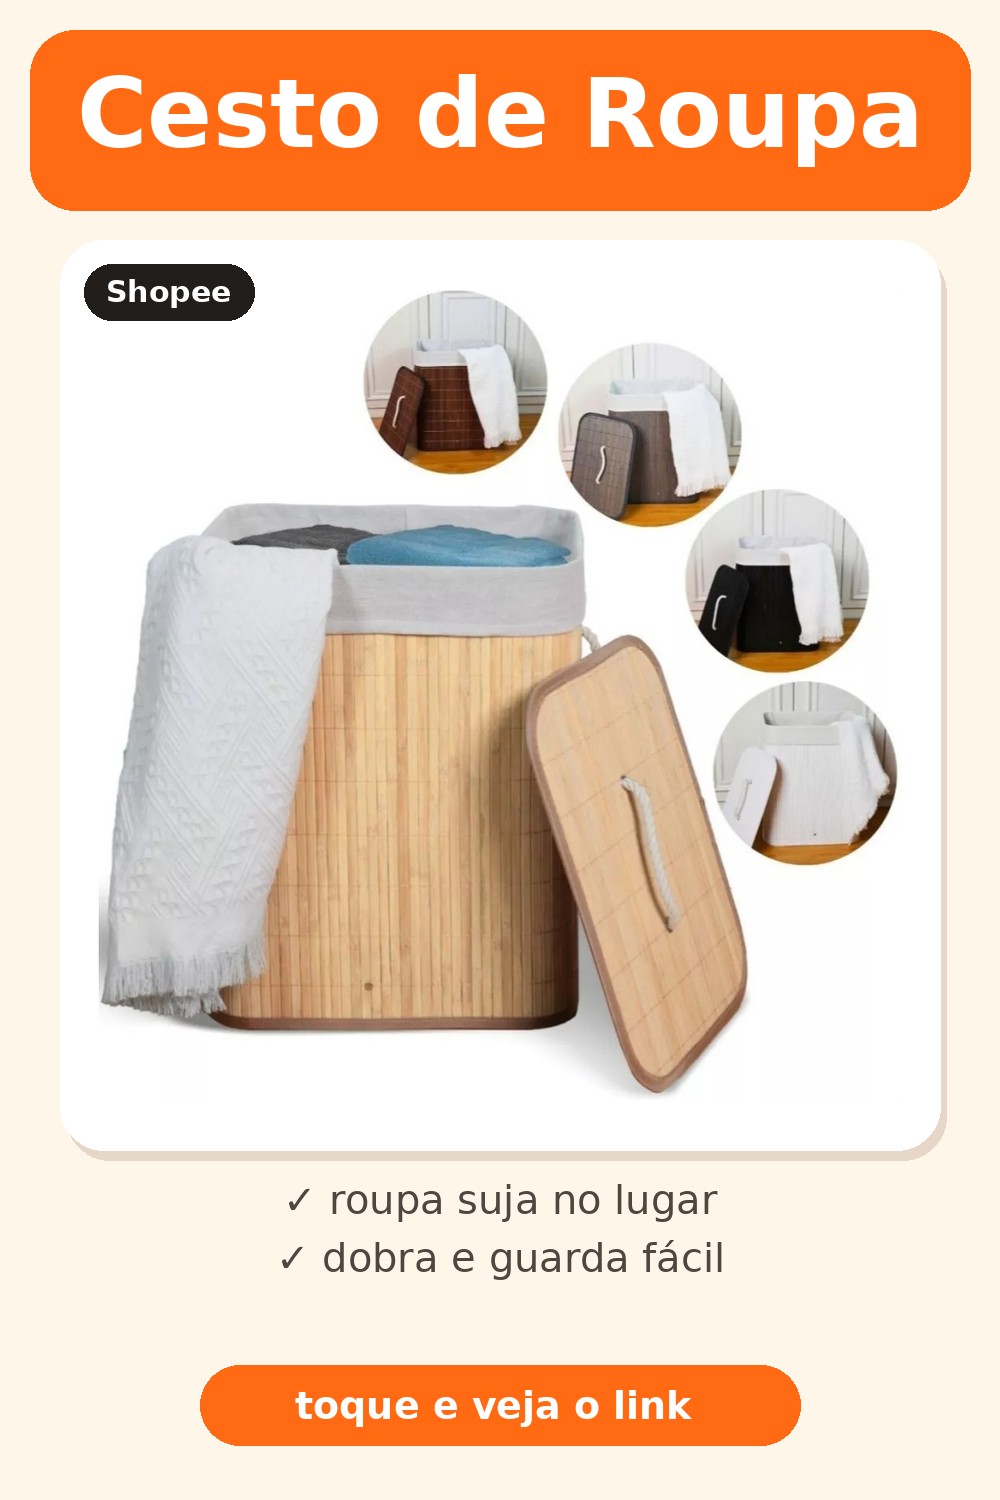 Cesto de Roupa
Shopee
✓ roupa suja no lugar
✓ dobra e guarda fácil
toque e veja o link